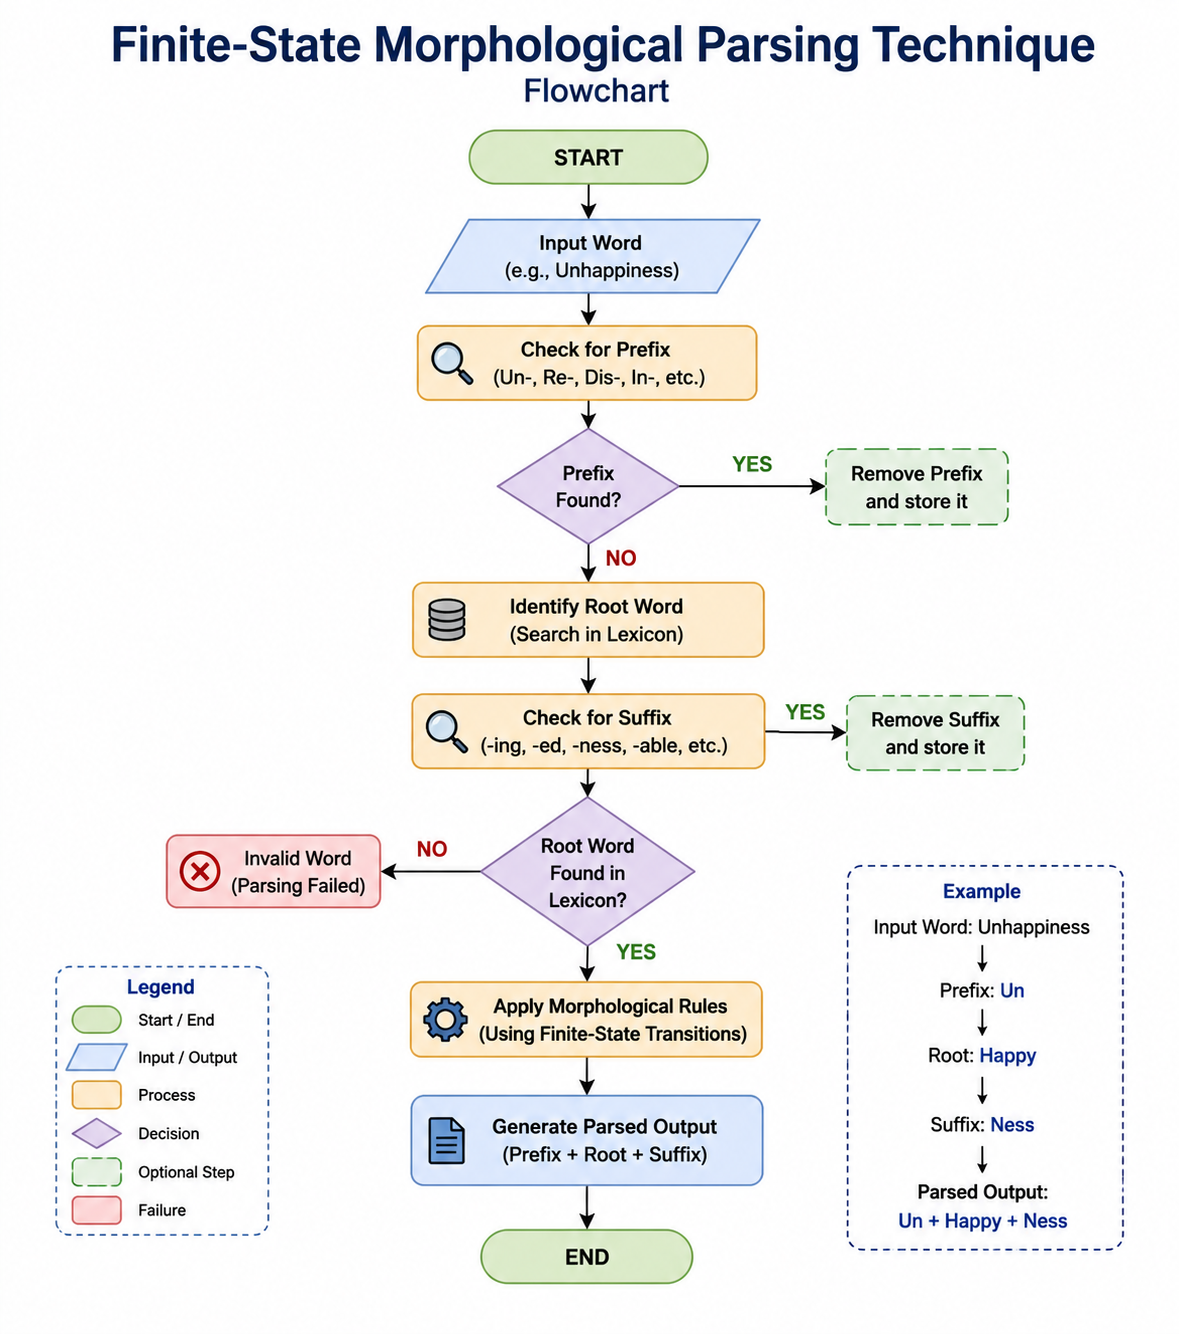 Finite-State Morphological Parsing Technique
Flowchart
START
Input Word
(e.g., Unhappiness)
Check for Prefix
(Un-, Re-, Dis-, In-, etc.)
Prefix
Found?
YES
Remove Prefix
and store it
NO
Identify Root Word
(Search in Lexicon)
Check for Suffix
(-ing, -ed, -ness, -able, etc.)
YES
Remove Suffix
and store it
Root Word
Found in
Lexicon?
NO
Invalid Word
(Parsing Failed)
YES
Apply Morphological Rules
(Using Finite-State Transitions)
Generate Parsed Output
(Prefix + Root + Suffix)
END
Legend
Start / End
Input / Output
Process
Decision
Optional Step
Failure
Example
Input Word: Unhappiness
Prefix: Un
Root: Happy
Suffix: Ness
Parsed Output:
Un + Happy + Ness